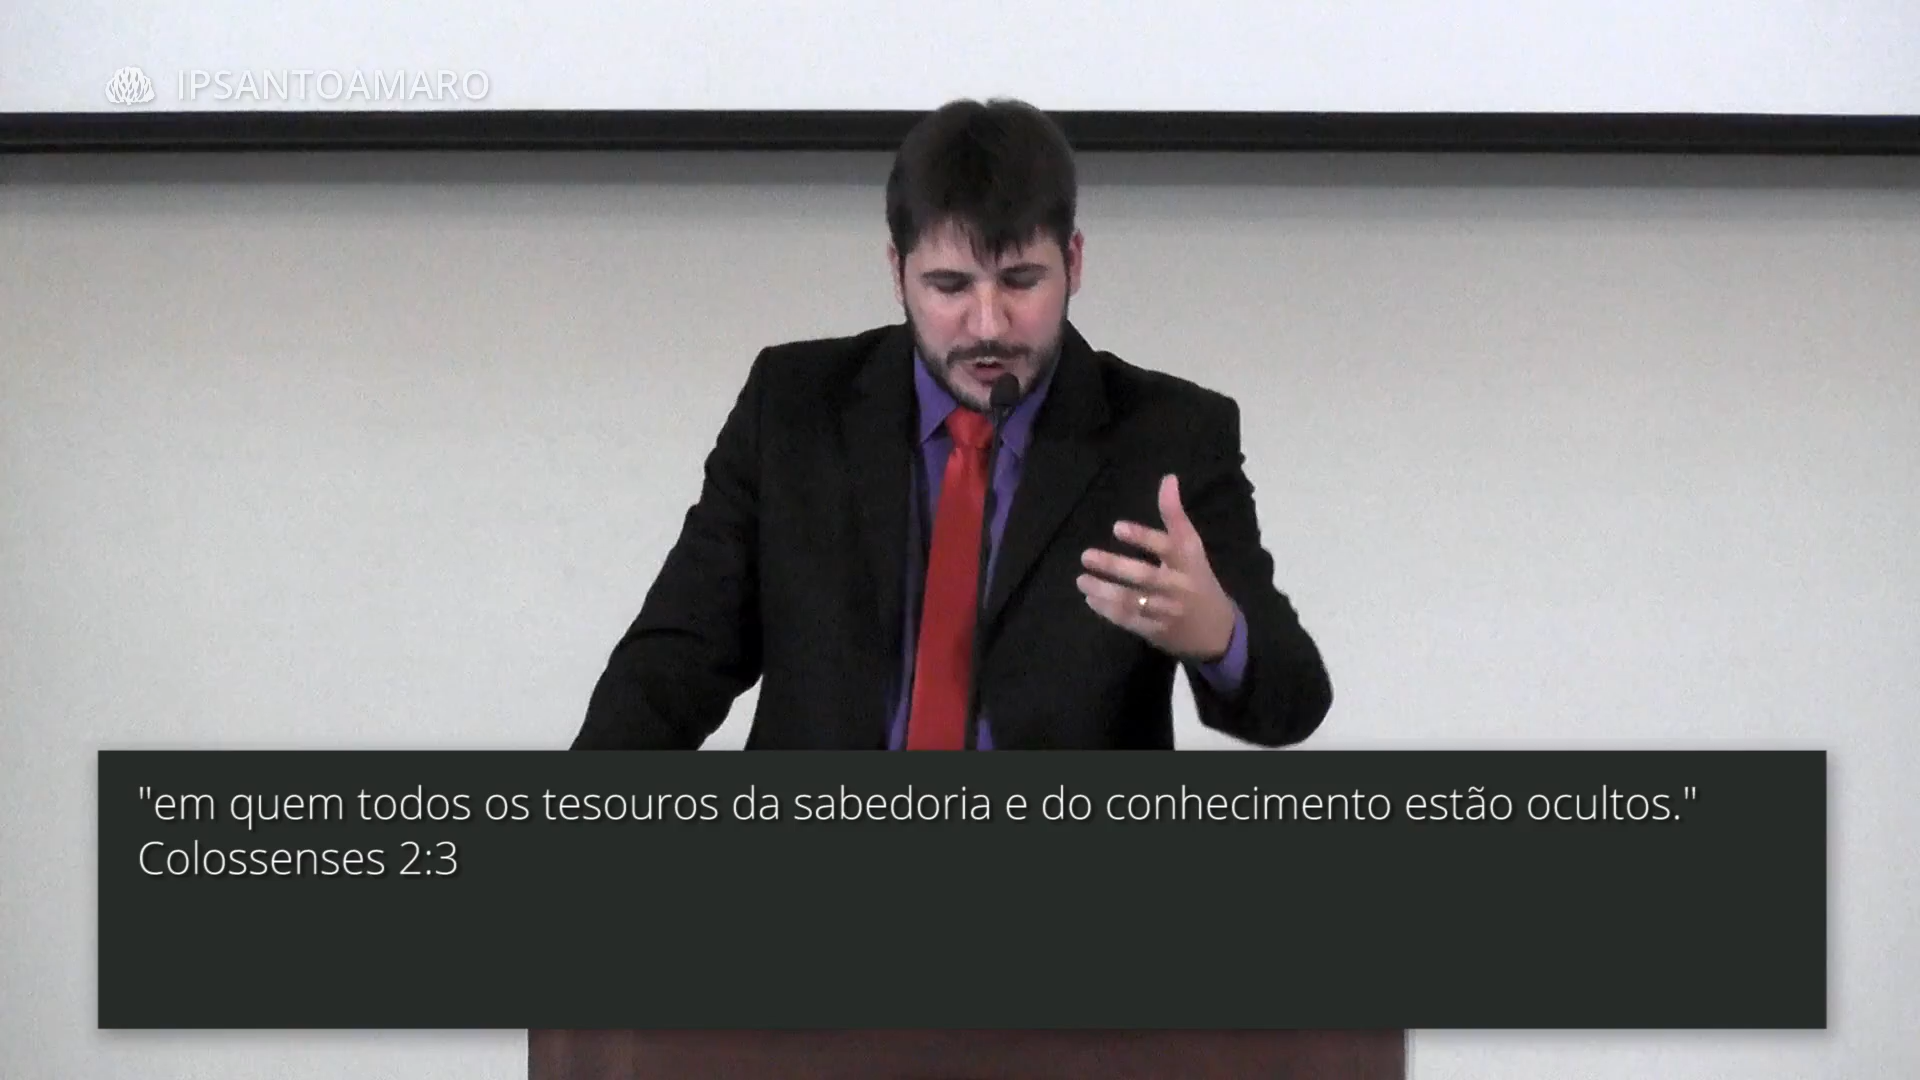 IPSANTOAMARO
"em quem todos os tesouros da sabedoria e do conhecimento estão ocultos."
Colossenses 2:3